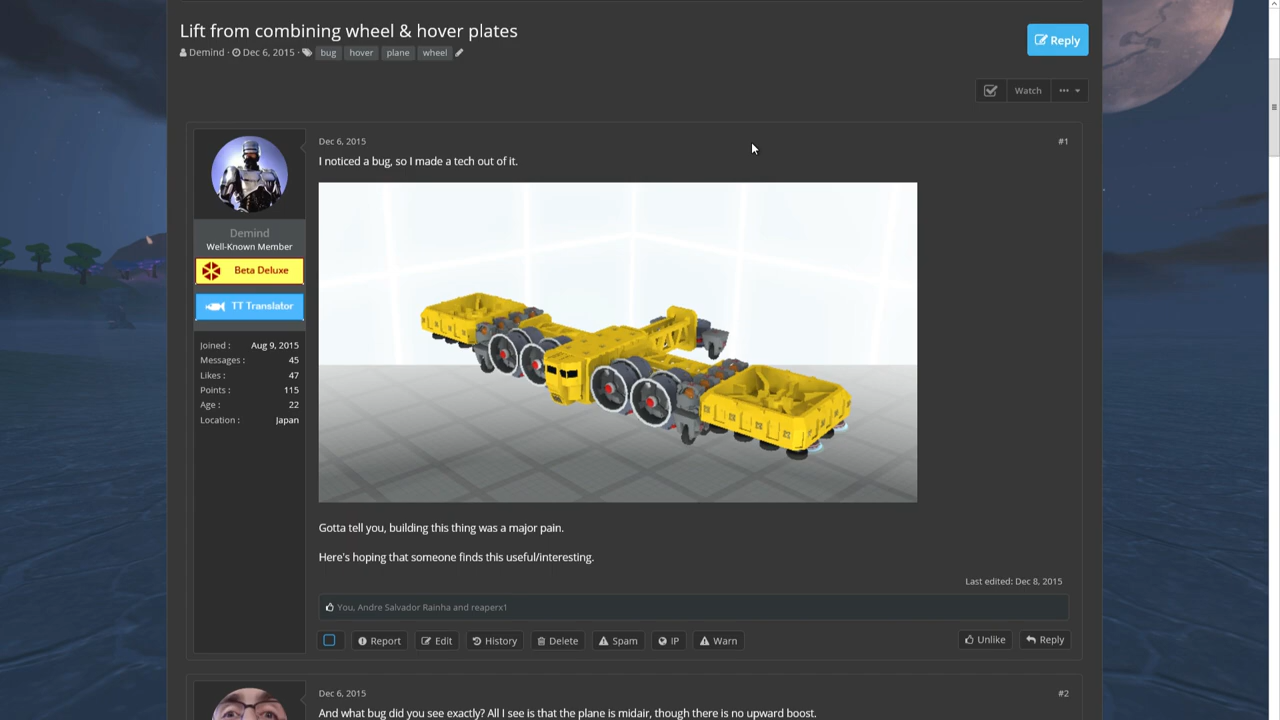 Lift from combining wheel & hover plates
Demind · Dec 6, 2015 · bug hover plane wheel
Reply
Watch
Dec 6, 2015 #1
I noticed a bug, so I made a tech out of it.
Demind
Well-Known Member
Beta Deluxe
TT Translator
Joined : Aug 9, 2015
Messages : 45
Likes : 47
Points : 115
Age : 22
Location : Japan
Gotta tell you, building this thing was a major pain.
Here's hoping that someone finds this useful/interesting.
Last edited: Dec 8, 2015
You, Andre Salvador Rainha and reaperx1
Report Edit History Delete Spam IP Warn Unlike Reply
Dec 6, 2015 #2
And what bug did you see exactly? All I see is that the plane is midair, though there is no upward boost.